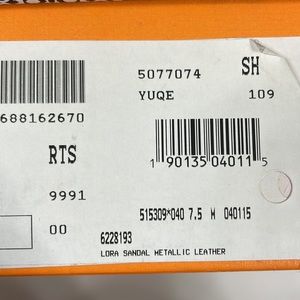 5077074 SH
YUQE 109
688162670
RTS
1 90135 04011 5
9991
515309*040 7.5 M 040115
00
6228193
LORA SANDAL METALLIC LEATHER